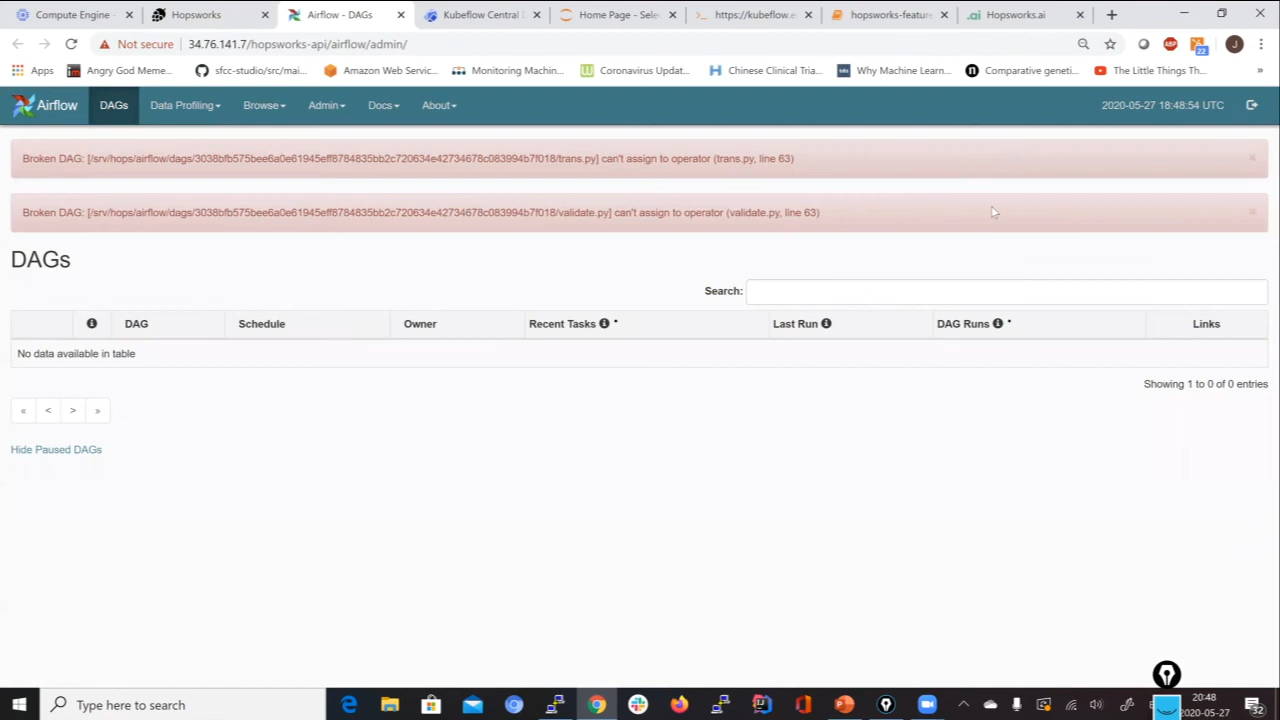 Compute Engine -
Hopsworks
Airflow - DAGs
Kubeflow Central D
Home Page - Sele
https://kubeflow.e
hopsworks-feature
.ai Hopsworks.ai
Not secure 34.76.141.7/hopsworks-api/airflow/admin/
ABP
22
J
Apps
Angry God Meme...
sfcc-studio/src/mai...
Amazon Web Servic...
Monitoring Machin...
Coronavirus Updat...
Chinese Clinical Tria...
Why Machine Learn...
Comparative geneti...
The Little Things Th...
»
Airflow DAGs Data Profiling Browse Admin Docs About 2020-05-27 18:48:54 UTC
Broken DAG: [/srv/hops/airflow/dags/3038bfb575bee6a0e61945eff8784835bb2c720634e42734678c083994b7f018/trans.py] can't assign to operator (trans.py, line 63) ×
Broken DAG: [/srv/hops/airflow/dags/3038bfb575bee6a0e61945eff8784835bb2c720634e42734678c083994b7f018/validate.py] can't assign to operator (validate.py, line 63) ×
DAGs
Search:
DAG Schedule Owner Recent Tasks Last Run DAG Runs Links
No data available in table
Showing 1 to 0 of 0 entries
« < > »
Hide Paused DAGs
Type here to search
20:48
2020-05-27
32